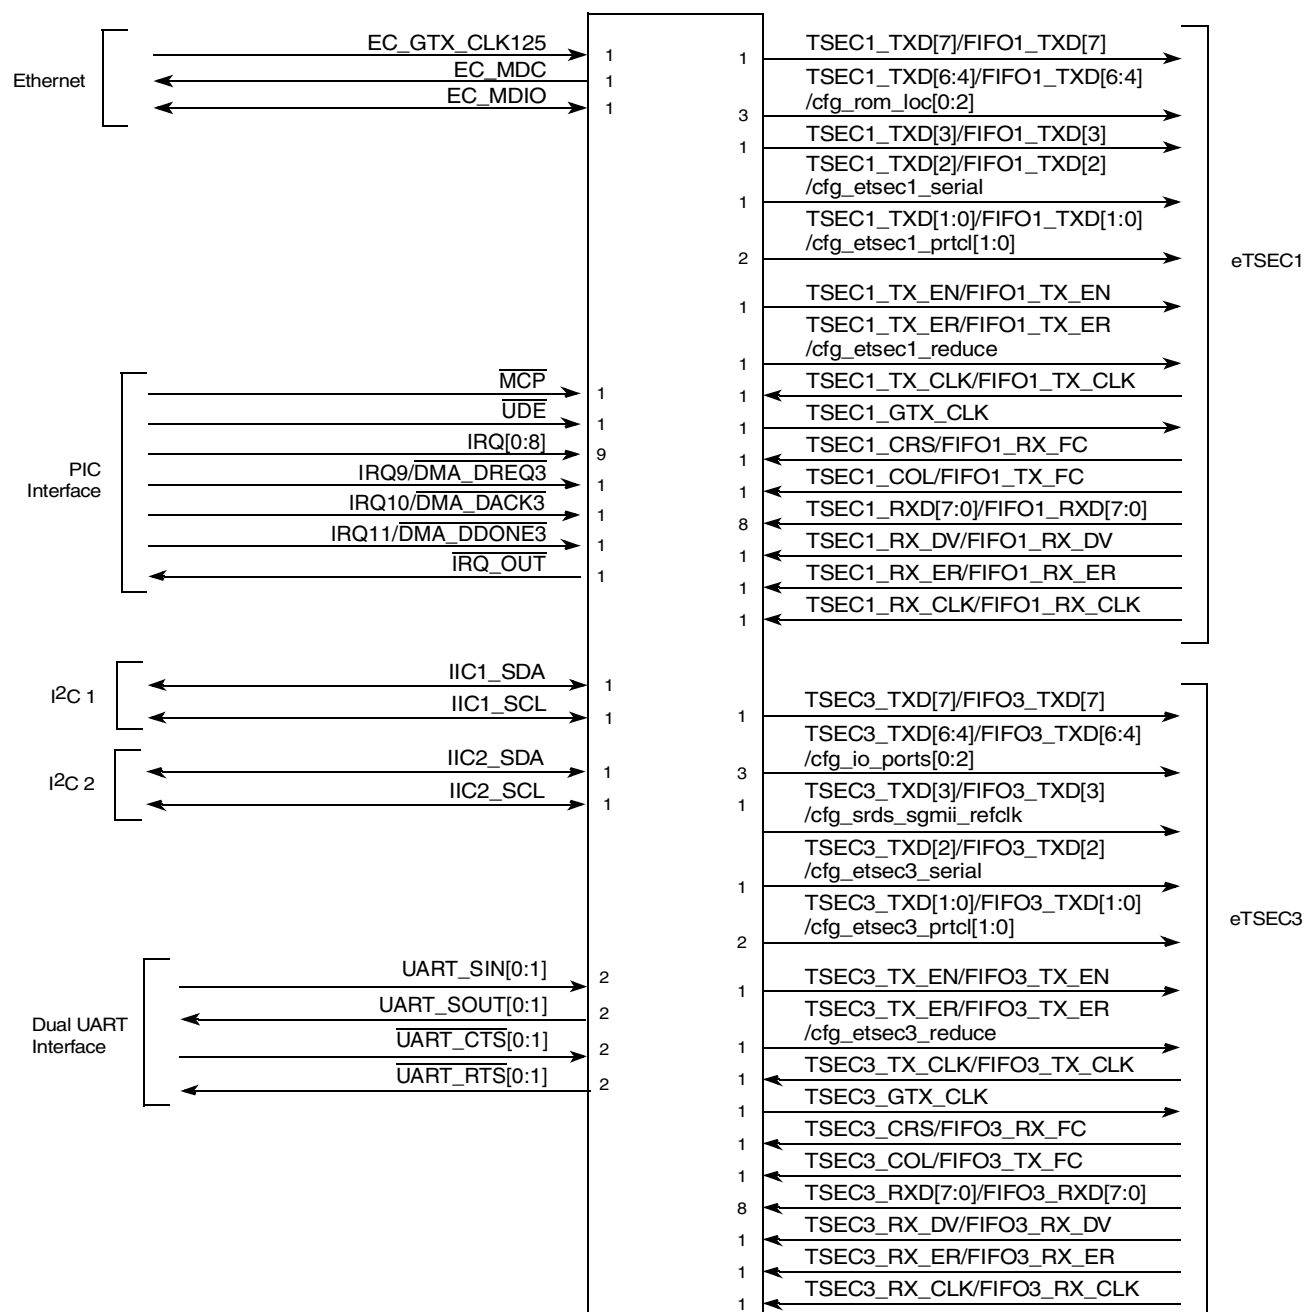 Ethernet
EC_GTX_CLK125
1
EC_MDC
1
EC_MDIO
1
PIC
Interface
MCP
1
UDE
1
IRQ[0:8]
9
IRQ9/DMA_DREQ3
1
IRQ10/DMA_DACK3
1
IRQ11/DMA_DDONE3
1
IRQ_OUT
1
I2C 1
IIC1_SDA
1
IIC1_SCL
1
I2C 2
IIC2_SDA
1
IIC2_SCL
1
Dual UART
Interface
UART_SIN[0:1]
2
UART_SOUT[0:1]
2
UART_CTS[0:1]
2
UART_RTS[0:1]
2
eTSEC1
1
TSEC1_TXD[7]/FIFO1_TXD[7]
TSEC1_TXD[6:4]/FIFO1_TXD[6:4]
/cfg_rom_loc[0:2]
3
TSEC1_TXD[3]/FIFO1_TXD[3]
1
TSEC1_TXD[2]/FIFO1_TXD[2]
/cfg_etsec1_serial
1
TSEC1_TXD[1:0]/FIFO1_TXD[1:0]
/cfg_etsec1_prtcl[1:0]
2
TSEC1_TX_EN/FIFO1_TX_EN
1
TSEC1_TX_ER/FIFO1_TX_ER
/cfg_etsec1_reduce
1
TSEC1_TX_CLK/FIFO1_TX_CLK
1
TSEC1_GTX_CLK
1
TSEC1_CRS/FIFO1_RX_FC
1
TSEC1_COL/FIFO1_TX_FC
1
TSEC1_RXD[7:0]/FIFO1_RXD[7:0]
8
TSEC1_RX_DV/FIFO1_RX_DV
1
TSEC1_RX_ER/FIFO1_RX_ER
1
TSEC1_RX_CLK/FIFO1_RX_CLK
1
eTSEC3
TSEC3_TXD[7]/FIFO3_TXD[7]
1
TSEC3_TXD[6:4]/FIFO3_TXD[6:4]
/cfg_io_ports[0:2]
3
TSEC3_TXD[3]/FIFO3_TXD[3]
1
/cfg_srds_sgmii_refclk
TSEC3_TXD[2]/FIFO3_TXD[2]
/cfg_etsec3_serial
1
TSEC3_TXD[1:0]/FIFO3_TXD[1:0]
/cfg_etsec3_prtcl[1:0]
2
TSEC3_TX_EN/FIFO3_TX_EN
1
TSEC3_TX_ER/FIFO3_TX_ER
/cfg_etsec3_reduce
1
TSEC3_TX_CLK/FIFO3_TX_CLK
1
TSEC3_GTX_CLK
1
TSEC3_CRS/FIFO3_RX_FC
1
TSEC3_COL/FIFO3_TX_FC
1
TSEC3_RXD[7:0]/FIFO3_RXD[7:0]
8
TSEC3_RX_DV/FIFO3_RX_DV
1
TSEC3_RX_ER/FIFO3_RX_ER
1
TSEC3_RX_CLK/FIFO3_RX_CLK
1